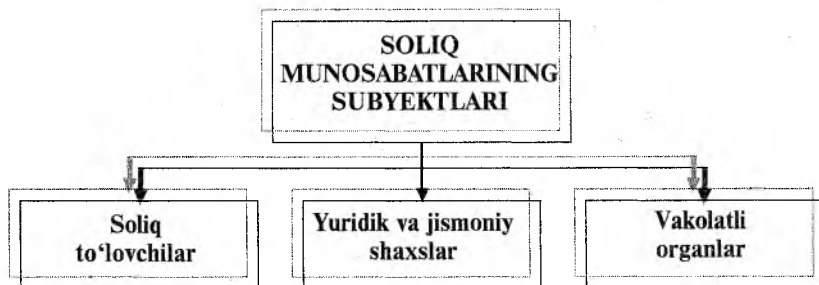 SOLIQ
MUNOSABATLARINING
SUBYEKTLARI
Soliq
to‘lovchilar
Yuridik va jismoniy
shaxslar
Vakolatli
organlar